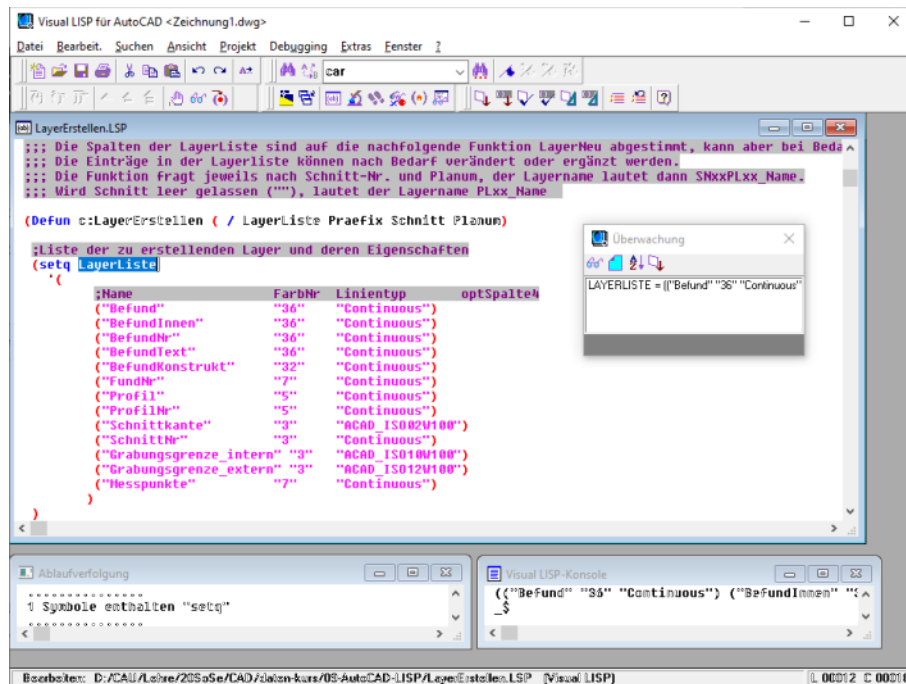 Visual LISP für AutoCAD <Zeichnung1.dwg>
Datei Bearbeit. Suchen Ansicht Projekt Debugging Extras Fenster ?
car
LayerErstellen.LSP
;;; Die Spalten der LayerListe sind auf die nachfolgende Funktion LayerNeu abgestimmt, kann aber bei Beda
;;; Die Einträge in der Layerliste können nach Bedarf verändert oder ergänzt werden.
;;; Die Funktion fragt jeweils nach Schnitt-Nr. und Planum, der Layername lautet dann SNxxPLxx_Name.
;;; Wird Schnitt leer gelassen (""), lautet der Layername PLxx_Name
(Defun c:LayerErstellen ( / LayerListe Praefix Schnitt Planum)
;Liste der zu erstellenden Layer und deren Eigenschaften
(setq LayerListe
'(
;Name FarbNr Linientyp optSpalte4
("Befund" "36" "Continuous")
("BefundInnen" "36" "Continuous")
("BefundNr" "36" "Continuous")
("BefundText" "36" "Continuous")
("BefundKonstrukt" "32" "Continuous")
("FundNr" "7" "Continuous")
("Profil" "5" "Continuous")
("ProfilNr" "5" "Continuous")
("Schnittkante" "3" "ACAD_ISO02W100")
("SchnittNr" "3" "Continuous")
("Grabungsgrenze_intern" "3" "ACAD_ISO10W100")
("Grabungsgrenze_extern" "3" "ACAD_ISO12W100")
("Messpunkte" "7" "Continuous")
)
)
Überwachung
LAYERLISTE = (("Befund" "36" "Continuous"
Ablaufverfolgung
...............
1 Symbole enthalten "setq"
...............
Visual LISP-Konsole
(("Befund" "36" "Continuous") ("BefundInnen" "3
_$
Bearbeiten: D:/CAU/Lehre/20SoSe/CAD/daten-kurs/08-AutoCAD-LISP/LayerErstellen.LSP [Visual LISP]
L 00012 C 00018